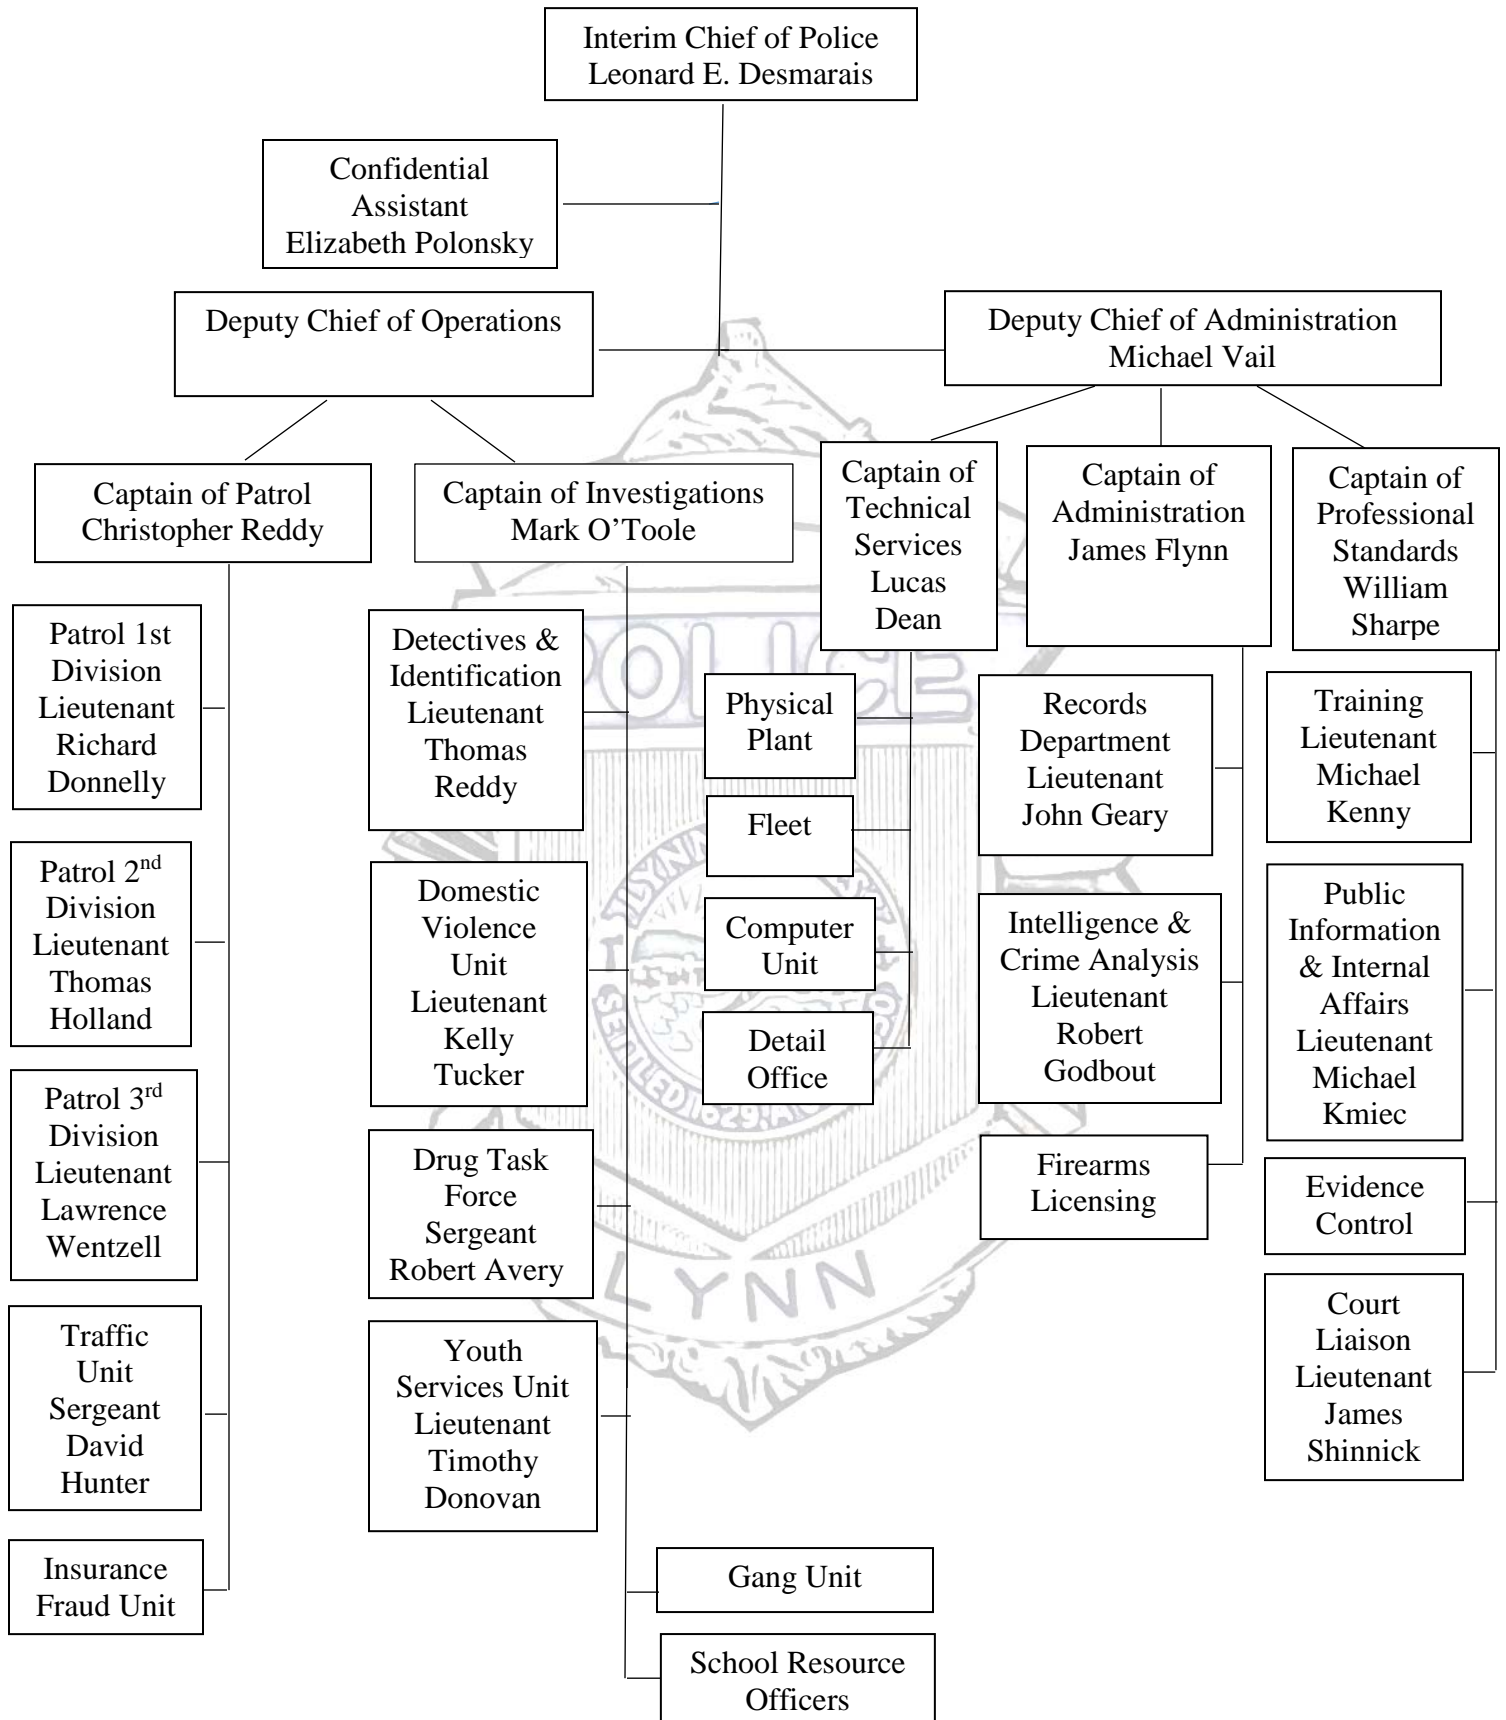 Interim Chief of Police
Leonard E. Desmarais
Confidential
Assistant
Elizabeth Polonsky
Deputy Chief of Operations
Deputy Chief of Administration
Michael Vail
Captain of Patrol
Christopher Reddy
Captain of Investigations
Mark O’Toole
Captain of
Technical
Services
Lucas
Dean
Captain of
Administration
James Flynn
Captain of
Professional
Standards
William
Sharpe
Patrol 1st
Division
Lieutenant
Richard
Donnelly
Patrol 2nd
Division
Lieutenant
Thomas
Holland
Patrol 3rd
Division
Lieutenant
Lawrence
Wentzell
Traffic
Unit
Sergeant
David
Hunter
Insurance
Fraud Unit
Detectives &
Identification
Lieutenant
Thomas
Reddy
Domestic
Violence
Unit
Lieutenant
Kelly
Tucker
Drug Task
Force
Sergeant
Robert Avery
Youth
Services Unit
Lieutenant
Timothy
Donovan
Gang Unit
School Resource
Officers
Physical
Plant
Fleet
Computer
Unit
Detail
Office
Records
Department
Lieutenant
John Geary
Intelligence &
Crime Analysis
Lieutenant
Robert
Godbout
Firearms
Licensing
Training
Lieutenant
Michael
Kenny
Public
Information
& Internal
Affairs
Lieutenant
Michael
Kmiec
Evidence
Control
Court
Liaison
Lieutenant
James
Shinnick
POLICE
LYNN